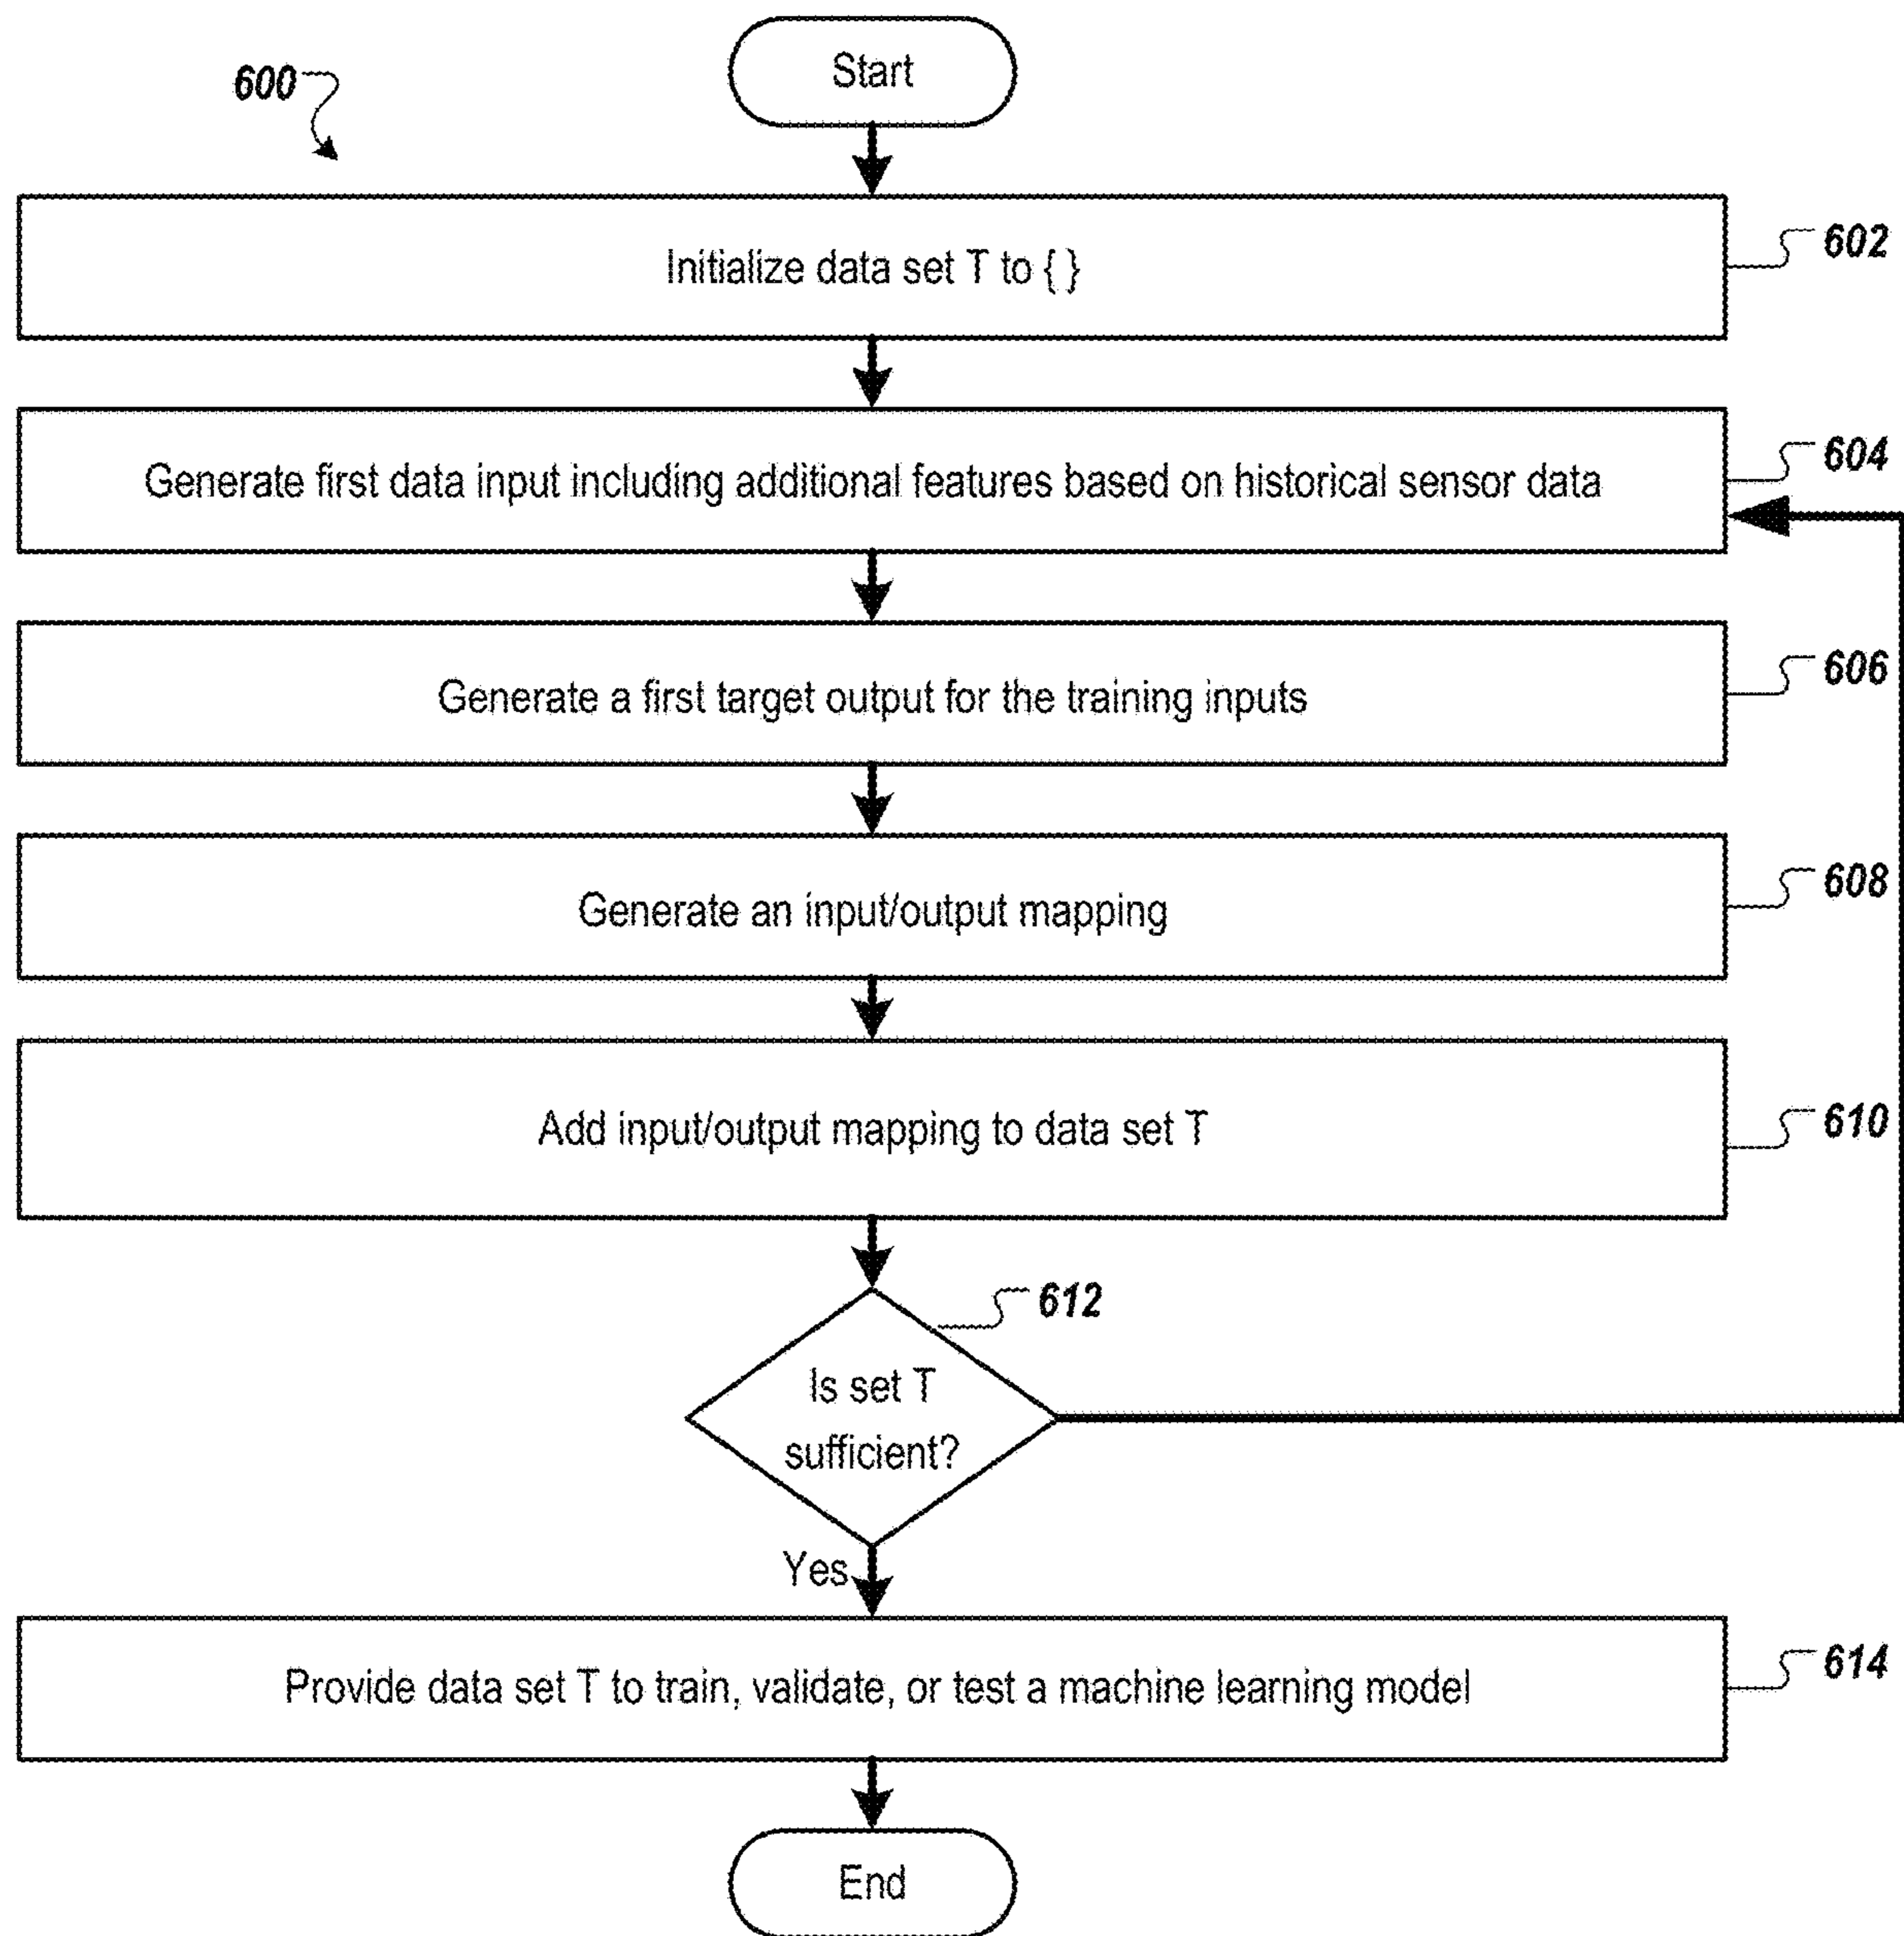 600
Start
Initialize data set T to { }
602
Generate first data input including additional features based on historical sensor data
604
Generate a first target output for the training inputs
606
Generate an input/output mapping
608
Add input/output mapping to data set T
610
612
Is set T
sufficient?
Yes
Provide data set T to train, validate, or test a machine learning model
614
End